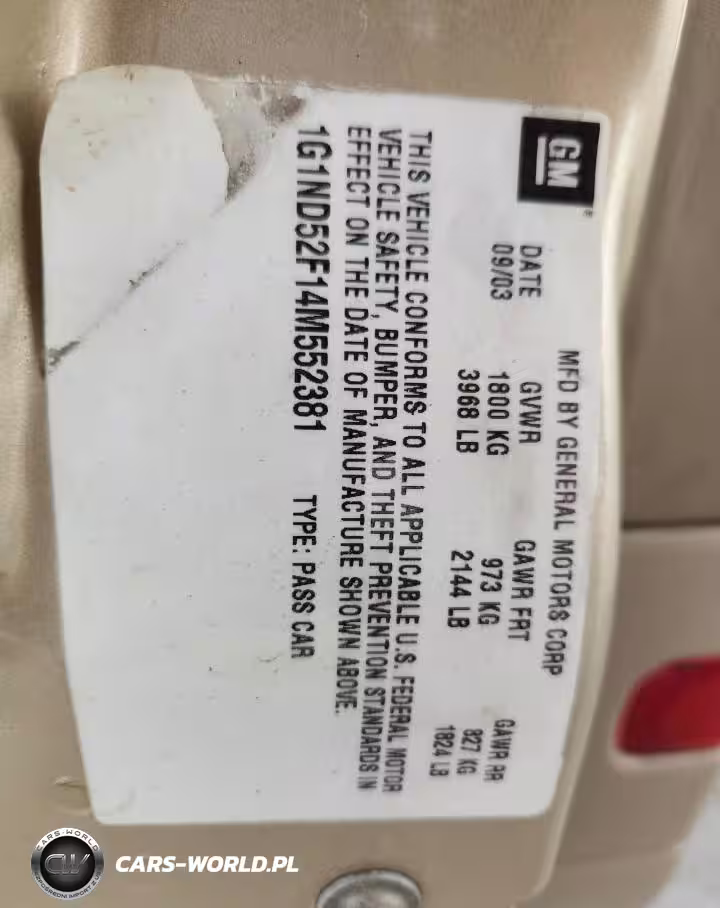 GM
MFD BY GENERAL MOTORS CORP
DATE GVWR GAWR FRT GAWR RR
09/03 1800 KG 973 KG 827 KG
3968 LB 2144 LB 1824 LB
THIS VEHICLE CONFORMS TO ALL APPLICABLE U.S. FEDERAL MOTOR
VEHICLE SAFETY, BUMPER, AND THEFT PREVENTION STANDARDS IN
EFFECT ON THE DATE OF MANUFACTURE SHOWN ABOVE.
1G1ND52F14M552381 TYPE: PASS CAR
CARS-WORLD
CW
CARS-WORLD.PL